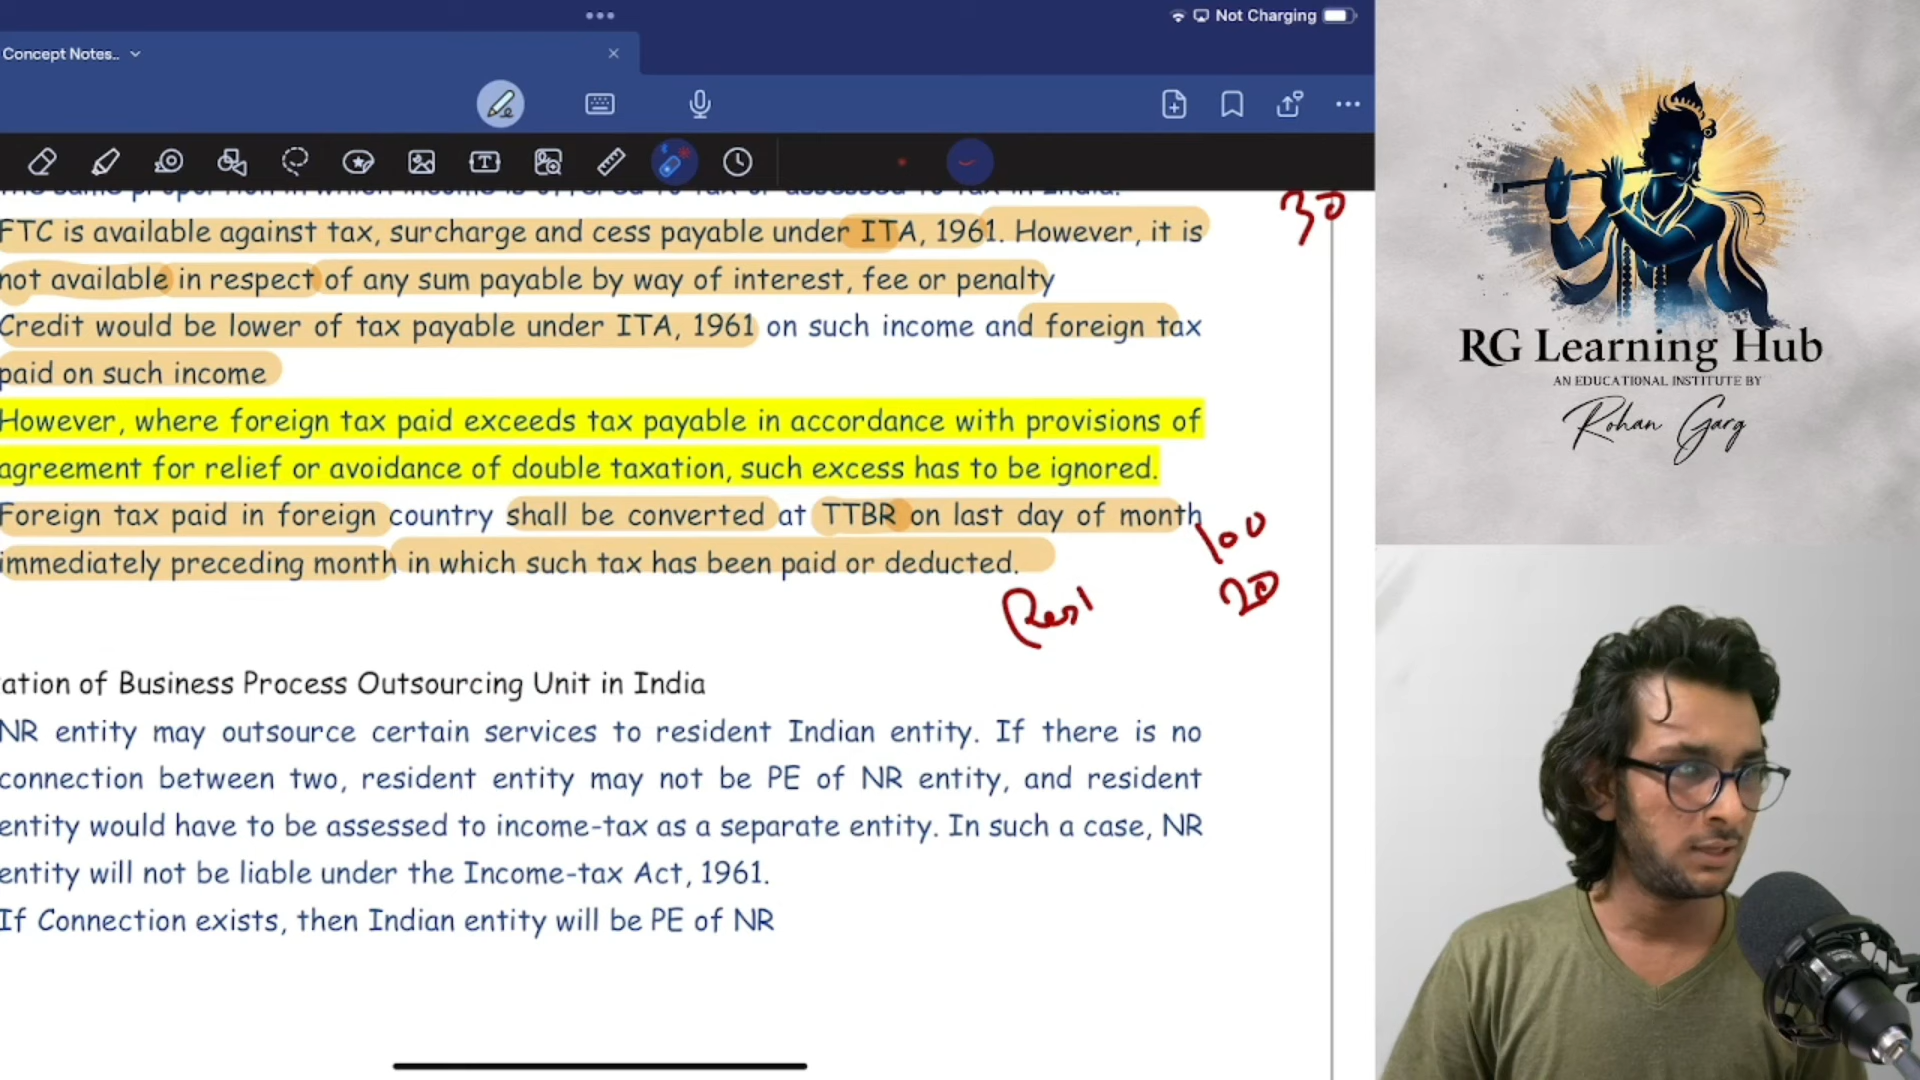 Not Charging
Concept Notes..
FTC is available against tax, surcharge and cess payable under ITA, 1961. However, it is
not available in respect of any sum payable by way of interest, fee or penalty
Credit would be lower of tax payable under ITA, 1961 on such income and foreign tax
paid on such income
However, where foreign tax paid exceeds tax payable in accordance with provisions of
agreement for relief or avoidance of double taxation, such excess has to be ignored.
Foreign tax paid in foreign country shall be converted at TTBR on last day of month
immediately preceding month in which such tax has been paid or deducted.
30
100
20
ation of Business Process Outsourcing Unit in India
NR entity may outsource certain services to resident Indian entity. If there is no
connection between two, resident entity may not be PE of NR entity, and resident
entity would have to be assessed to income-tax as a separate entity. In such a case, NR
entity will not be liable under the Income-tax Act, 1961.
If Connection exists, then Indian entity will be PE of NR
RG Learning Hub
AN EDUCATIONAL INSTITUTE BY
Rohan Garg